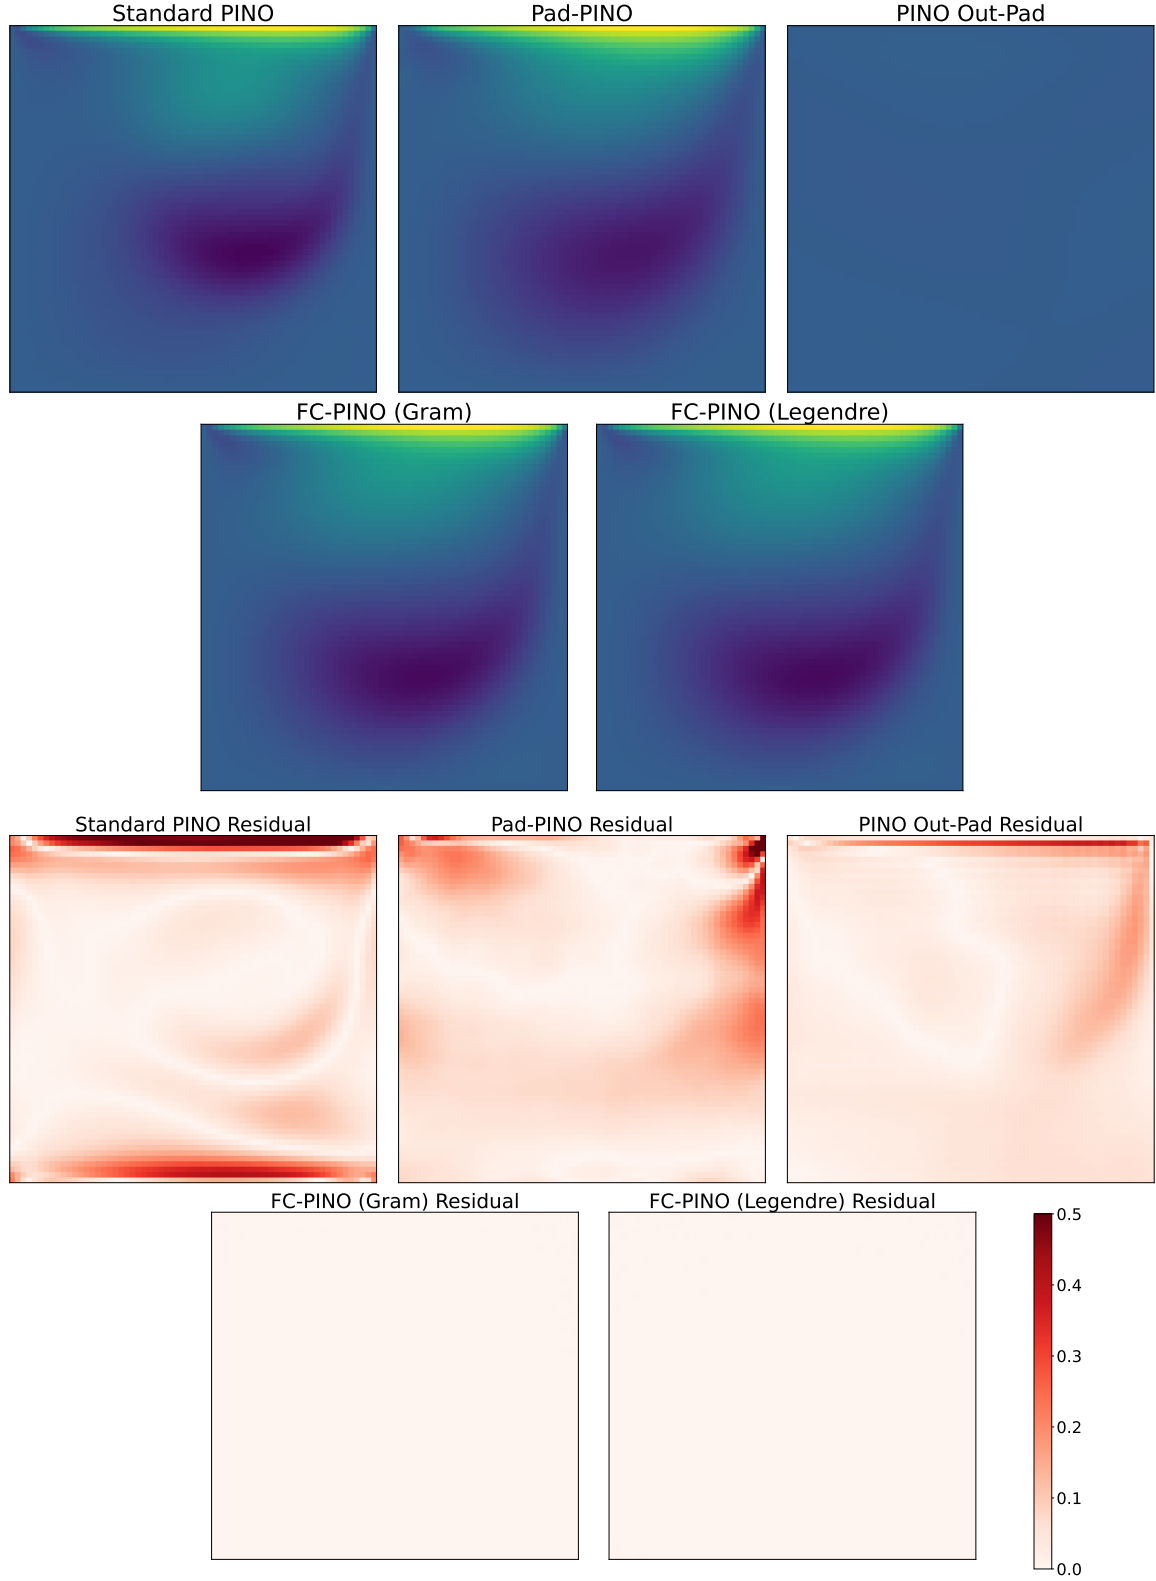 Standard PINO
Pad-PINO
PINO Out-Pad
FC-PINO (Gram)
FC-PINO (Legendre)
Standard PINO Residual
Pad-PINO Residual
PINO Out-Pad Residual
FC-PINO (Gram) Residual
FC-PINO (Legendre) Residual
0.5
0.4
0.3
0.2
0.1
0.0